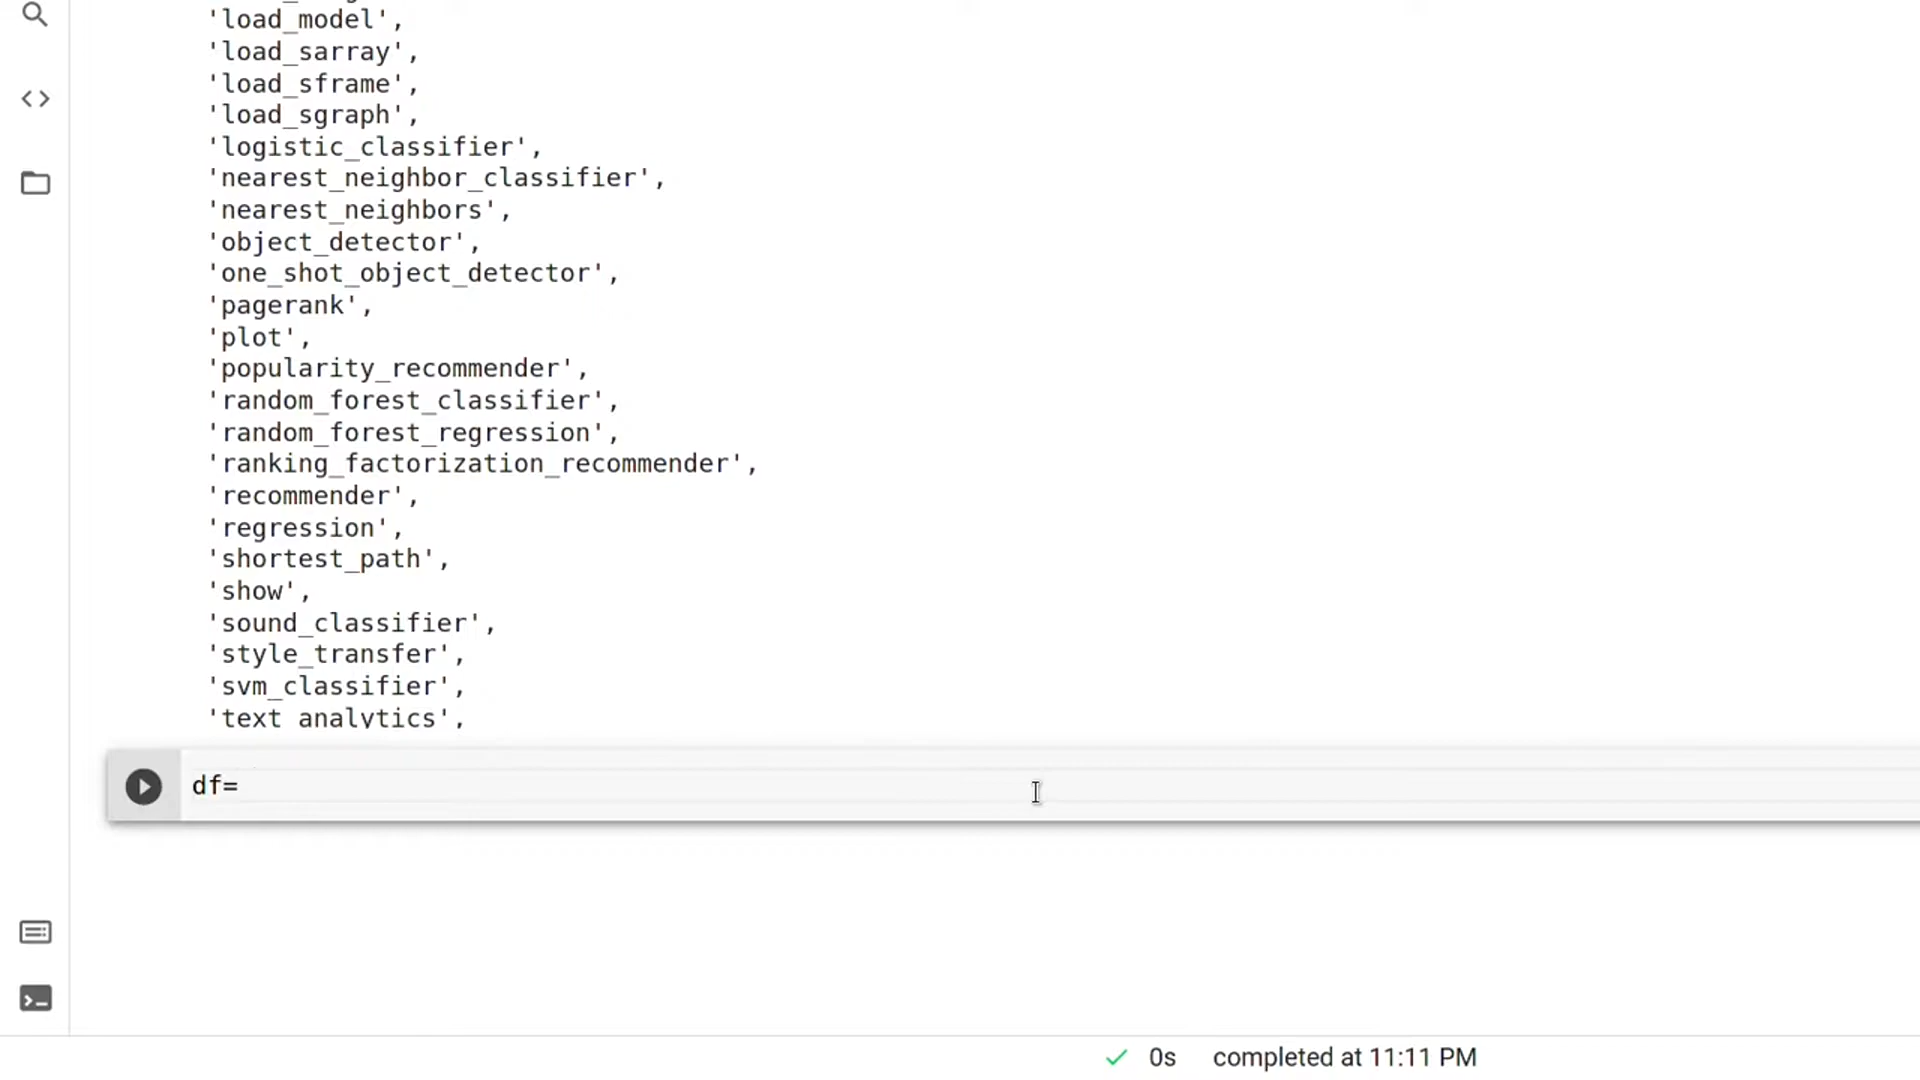 'load_model',
'load_sarray',
'load_sframe',
'load_sgraph',
'logistic_classifier',
'nearest_neighbor_classifier',
'nearest_neighbors',
'object_detector',
'one_shot_object_detector',
'pagerank',
'plot',
'popularity_recommender',
'random_forest_classifier',
'random_forest_regression',
'ranking_factorization_recommender',
'recommender',
'regression',
'shortest_path',
'show',
'sound_classifier',
'style_transfer',
'svm_classifier',
'text_analytics',
df=
0s completed at 11:11 PM